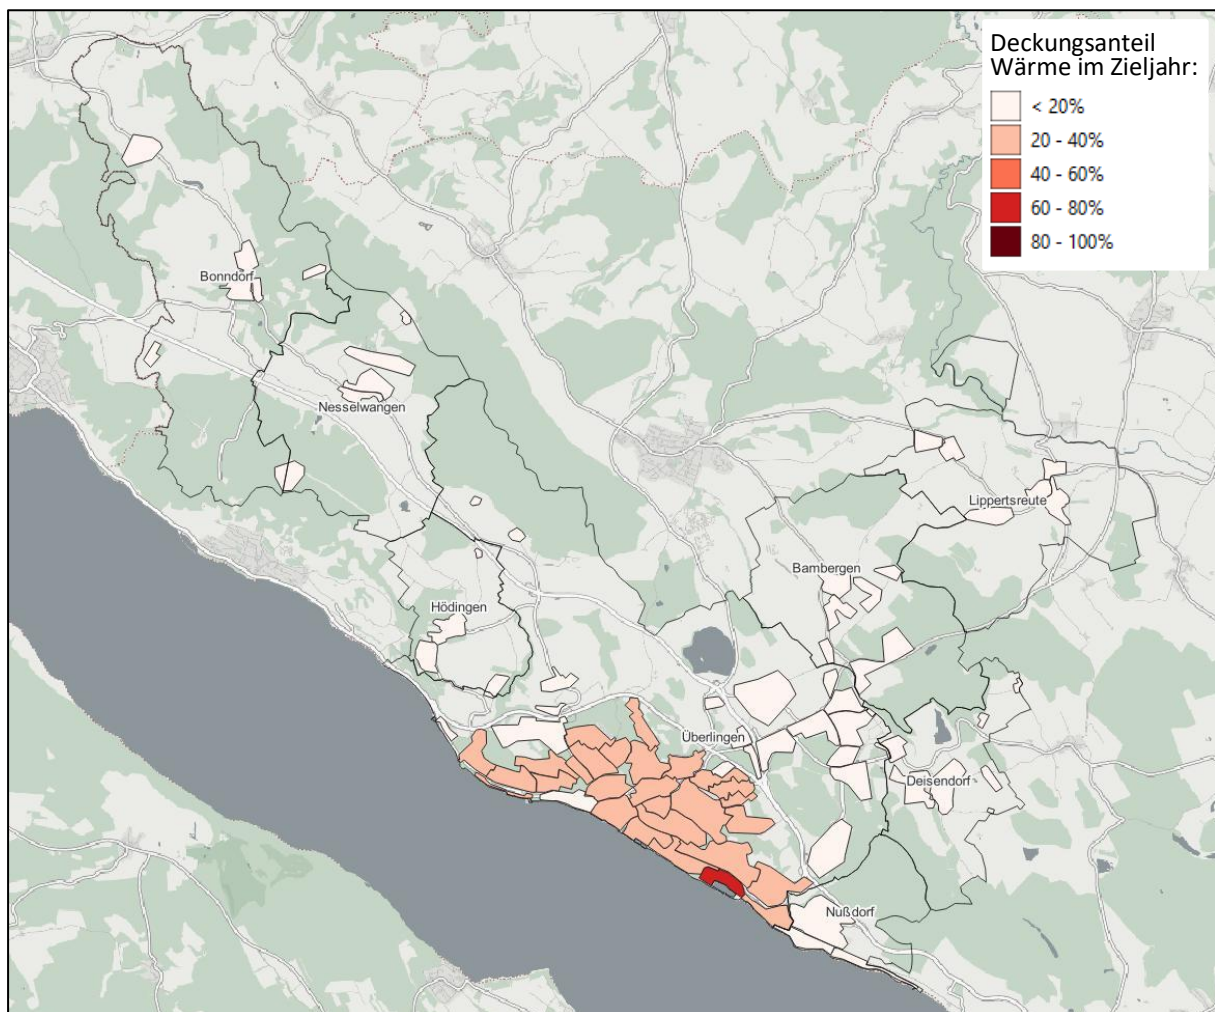 Deckungsanteil
Wärme im Zieljahr:
< 20%
20 - 40%
40 - 60%
60 - 80%
80 - 100%
Bonndorf
Nesselwangen
Lippertsreute
Bambergen
Hödingen
Überlingen
Deisendorf
Nußdorf